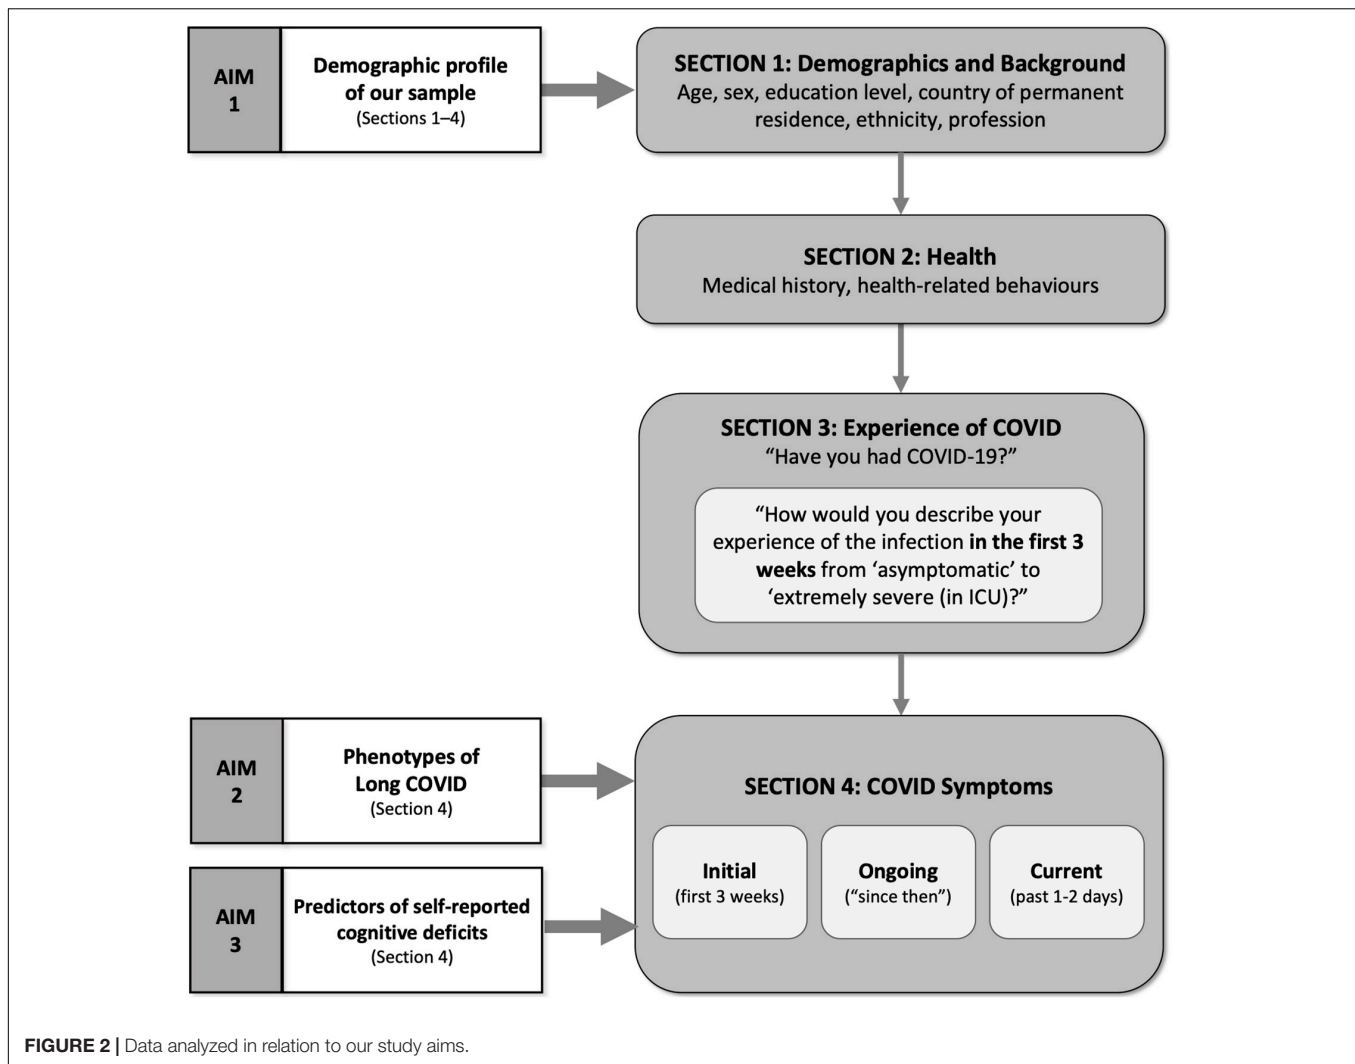 AIM
1
Demographic profile
of our sample
(Sections 1–4)
SECTION 1: Demographics and Background
Age, sex, education level, country of permanent
residence, ethnicity, profession
SECTION 2: Health
Medical history, health-related behaviours
SECTION 3: Experience of COVID
“Have you had COVID-19?”
“How would you describe your
experience of the infection in the first 3
weeks from ‘asymptomatic’ to
‘extremely severe (in ICU)?”
AIM
2
Phenotypes of
Long COVID
(Section 4)
AIM
3
Predictors of self-reported
cognitive deficits
(Section 4)
SECTION 4: COVID Symptoms
Initial
(first 3 weeks)
Ongoing
(“since then”)
Current
(past 1-2 days)
FIGURE 2 | Data analyzed in relation to our study aims.